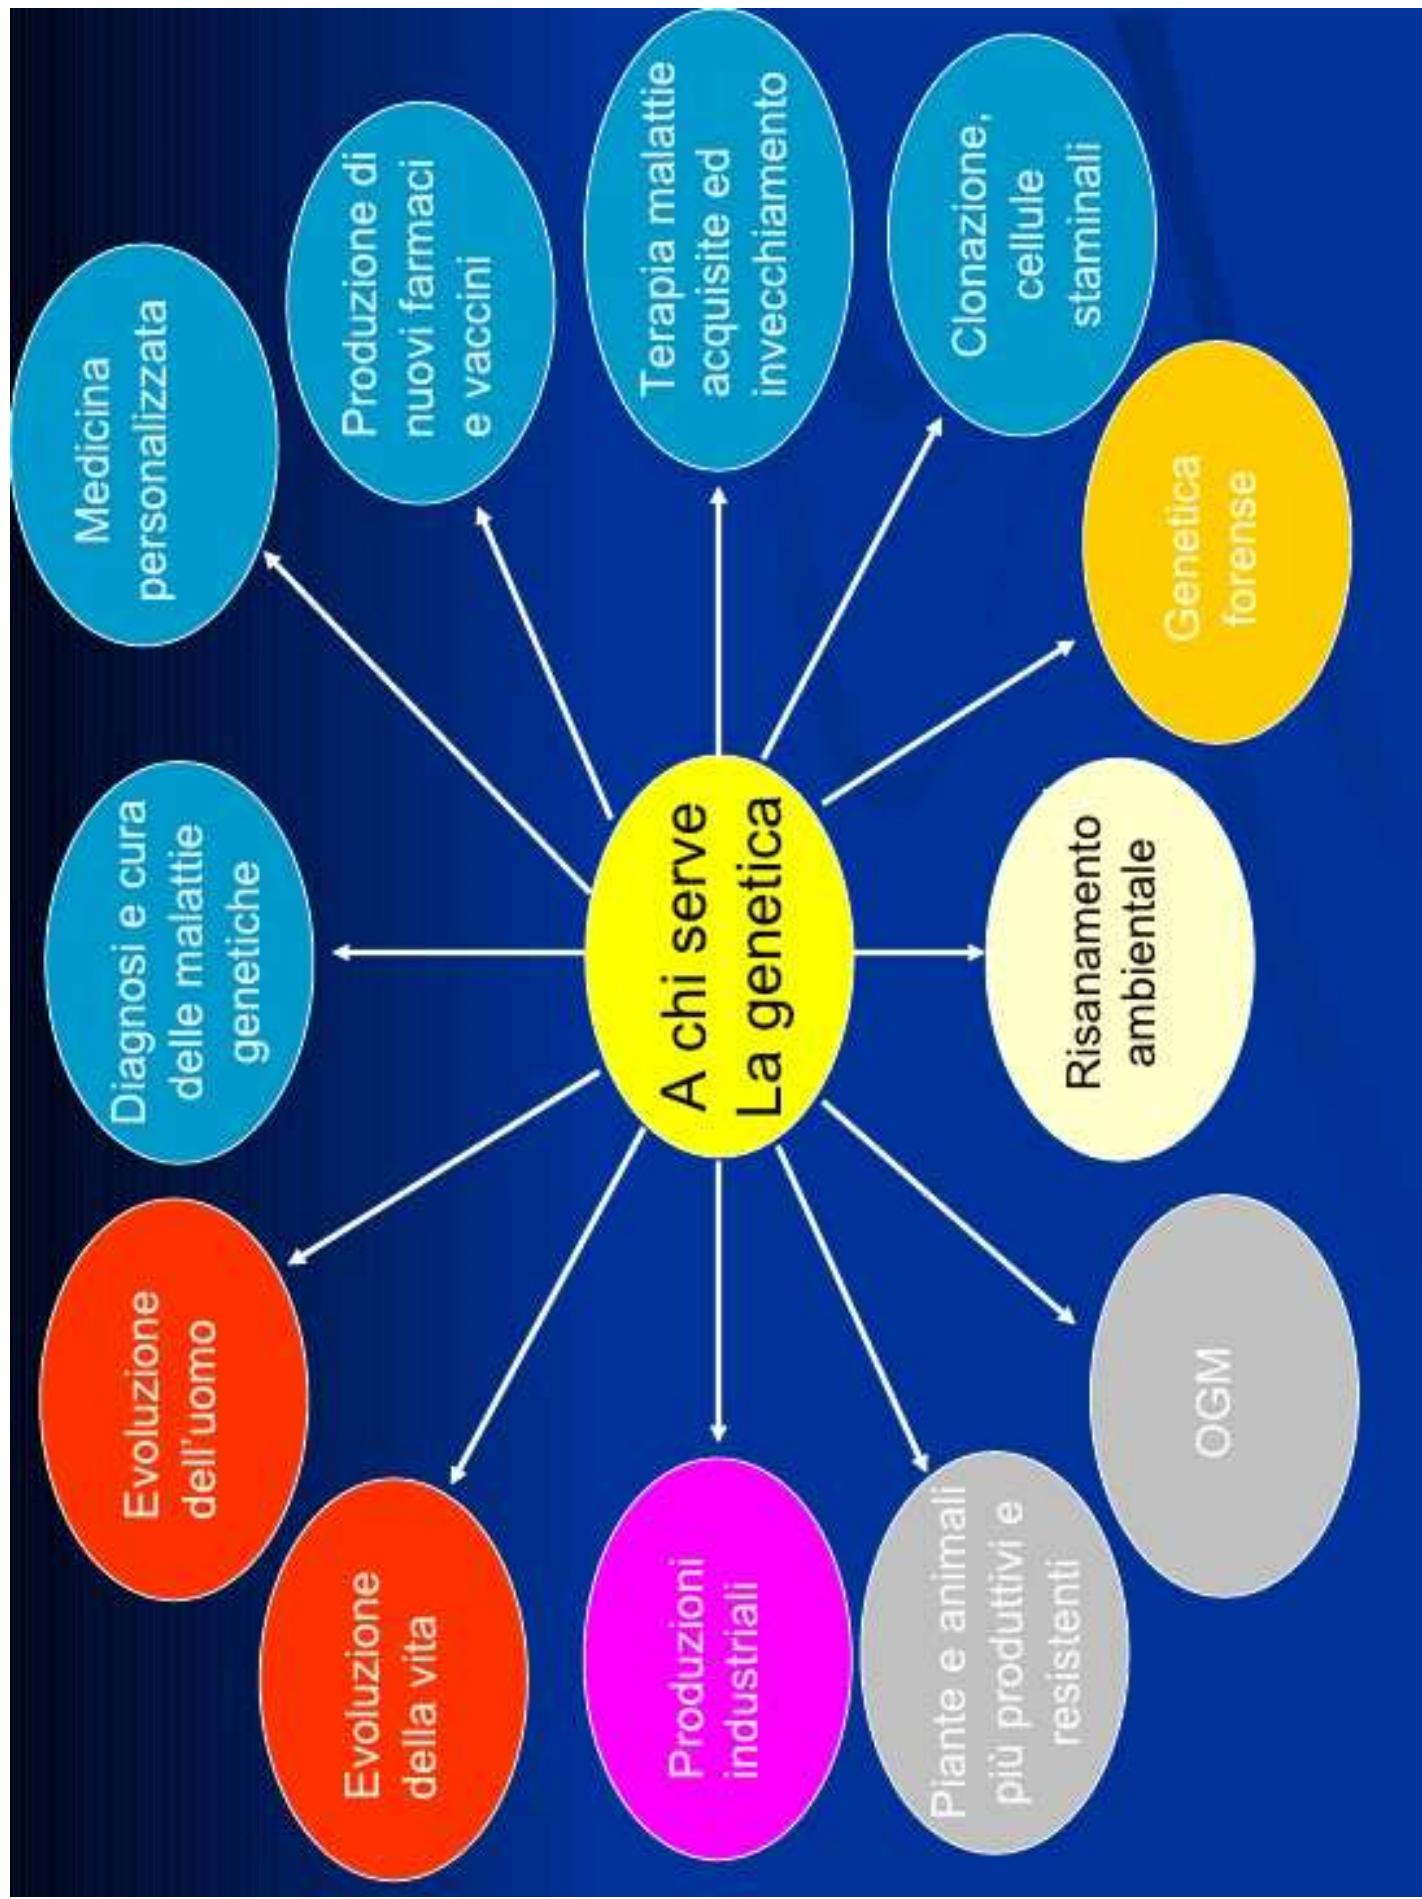 Diagnosi e cura
delle malattie
genetiche
Medicina
personalizzata
Produzione di
nuovi farmaci
e vaccini
Terapia malattie
acquisite ed
invecchiamento
Clonazione,
cellule
staminali
Genetica
forense
Risanamento
ambientale
OGM
Piante e animali
più produttivi e
resistenti
Produzioni
industriali
Evoluzione
della vita
Evoluzione
dell'uomo
A chi serve
La genetica